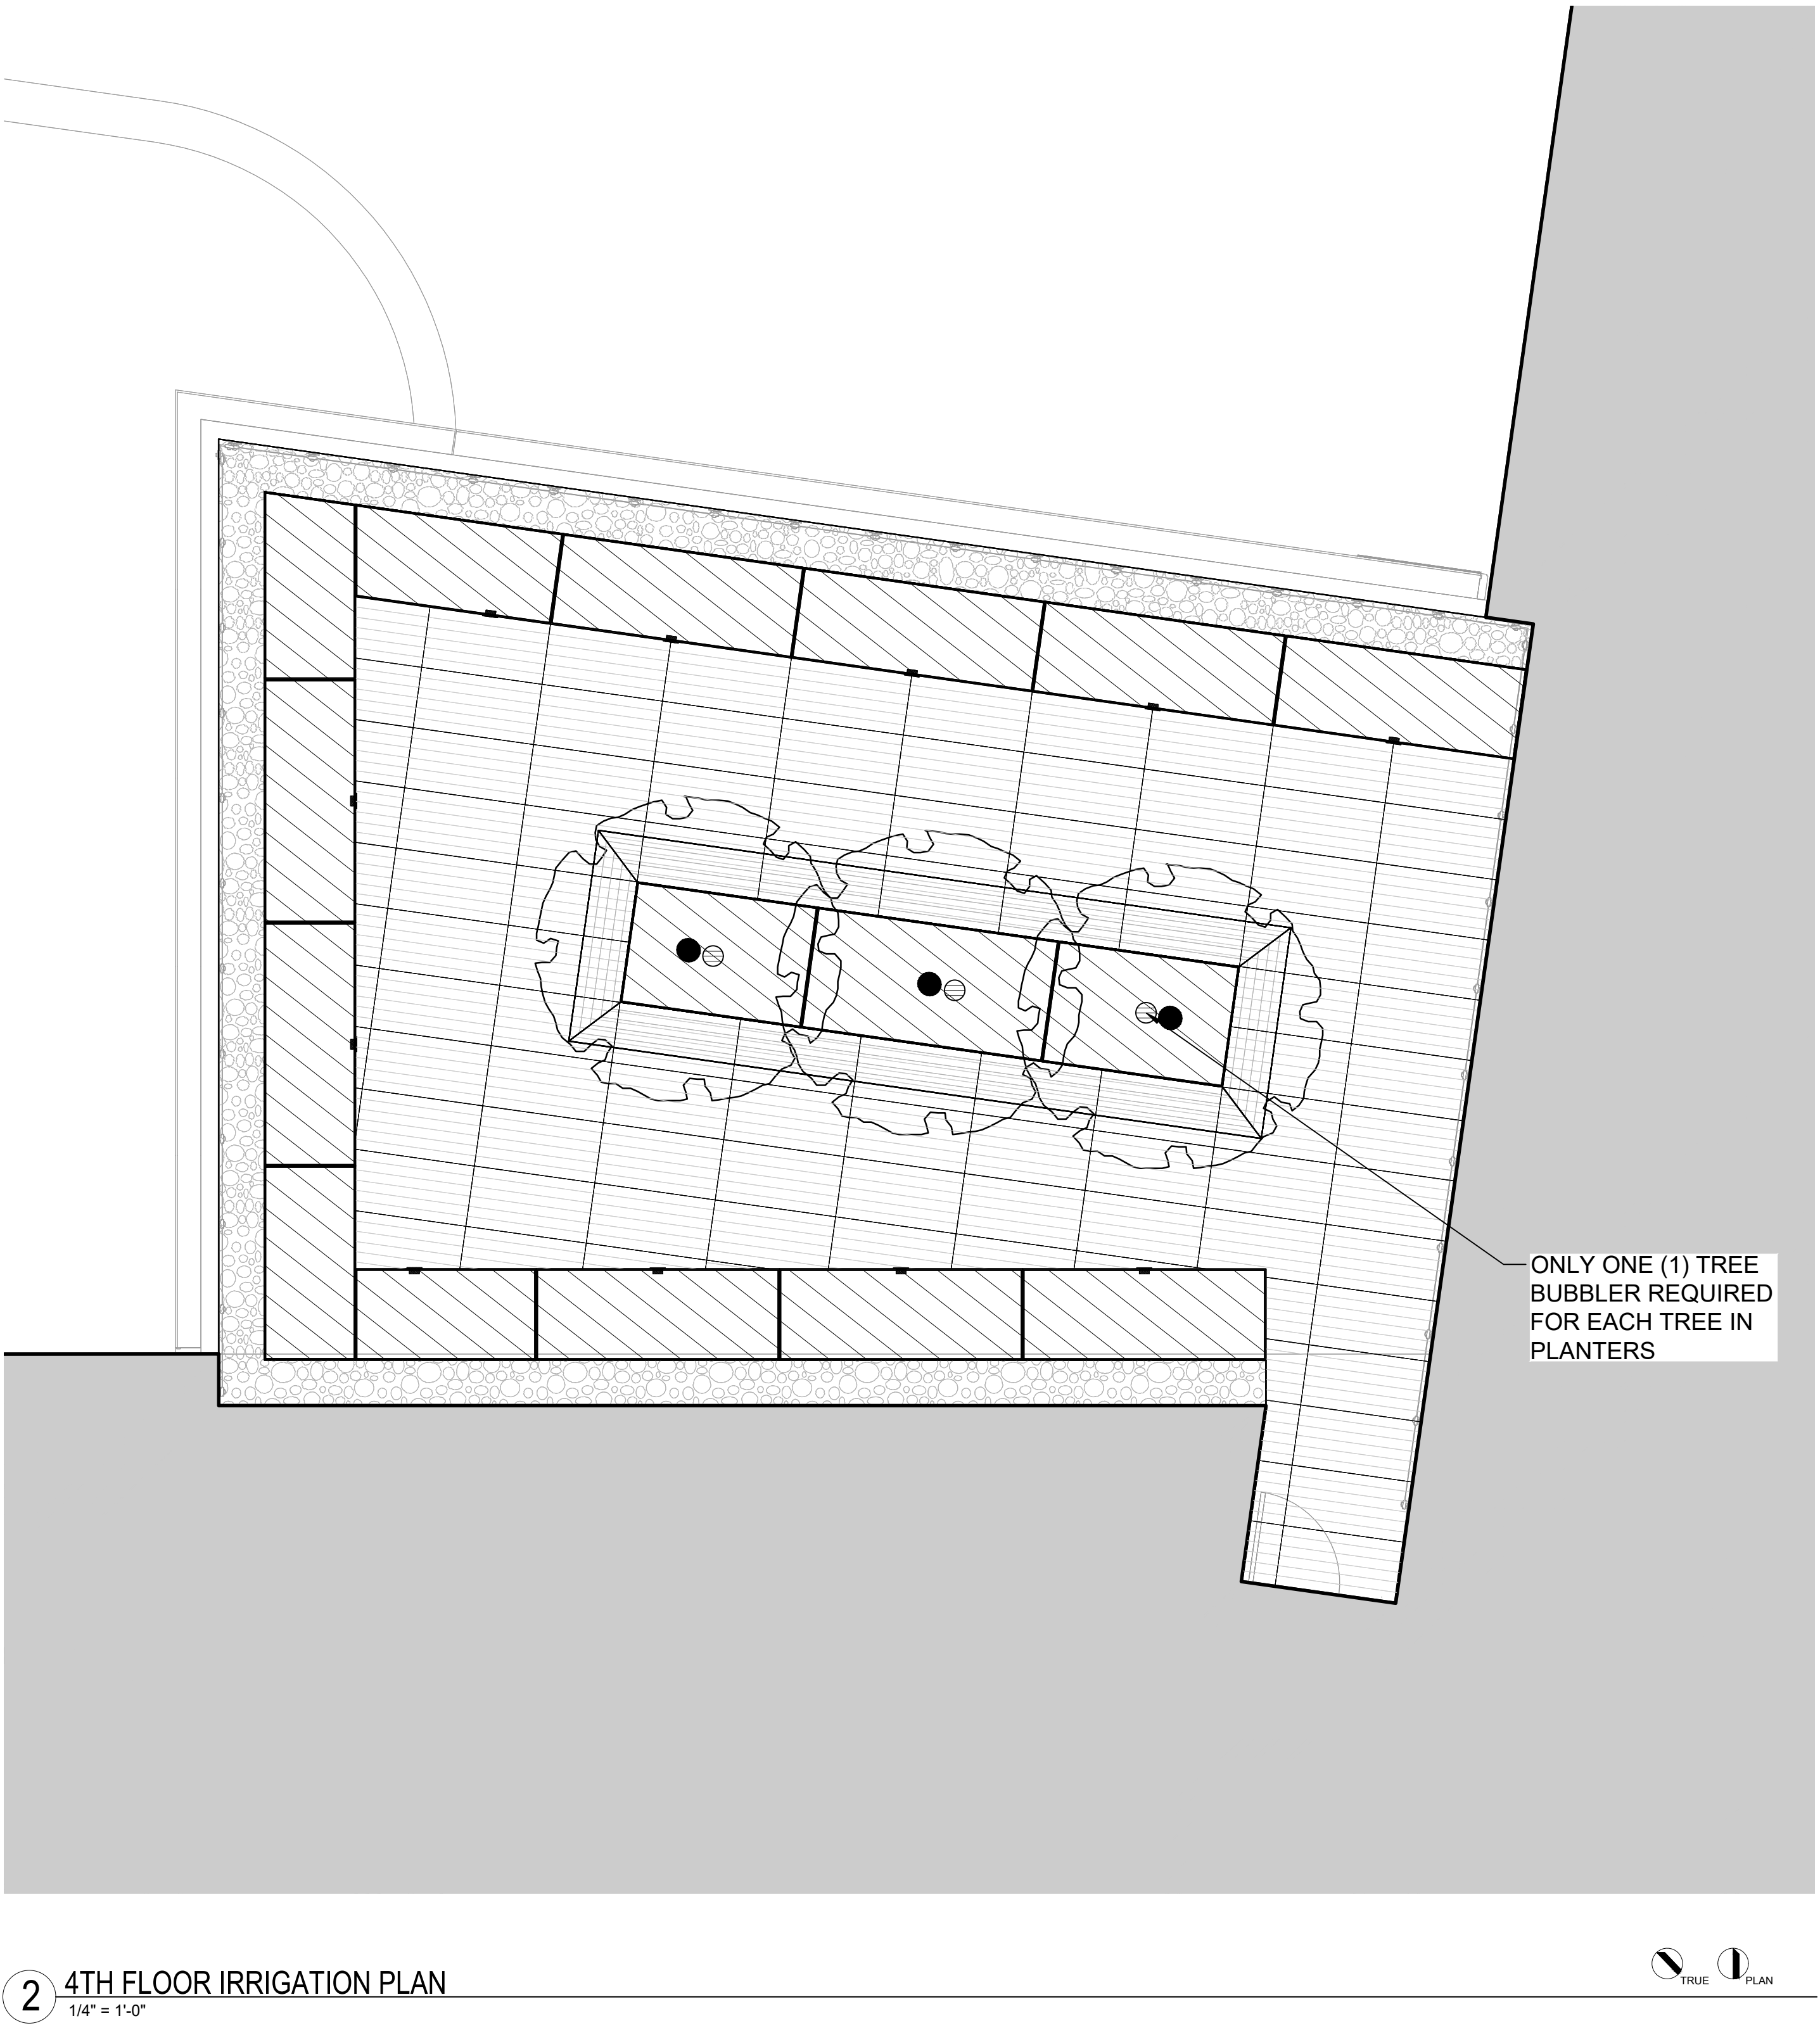 ONLY ONE (1) TREE
BUBBLER REQUIRED
FOR EACH TREE IN
PLANTERS
2
4TH FLOOR IRRIGATION PLAN
1/4" = 1'-0"
TRUE
PLAN